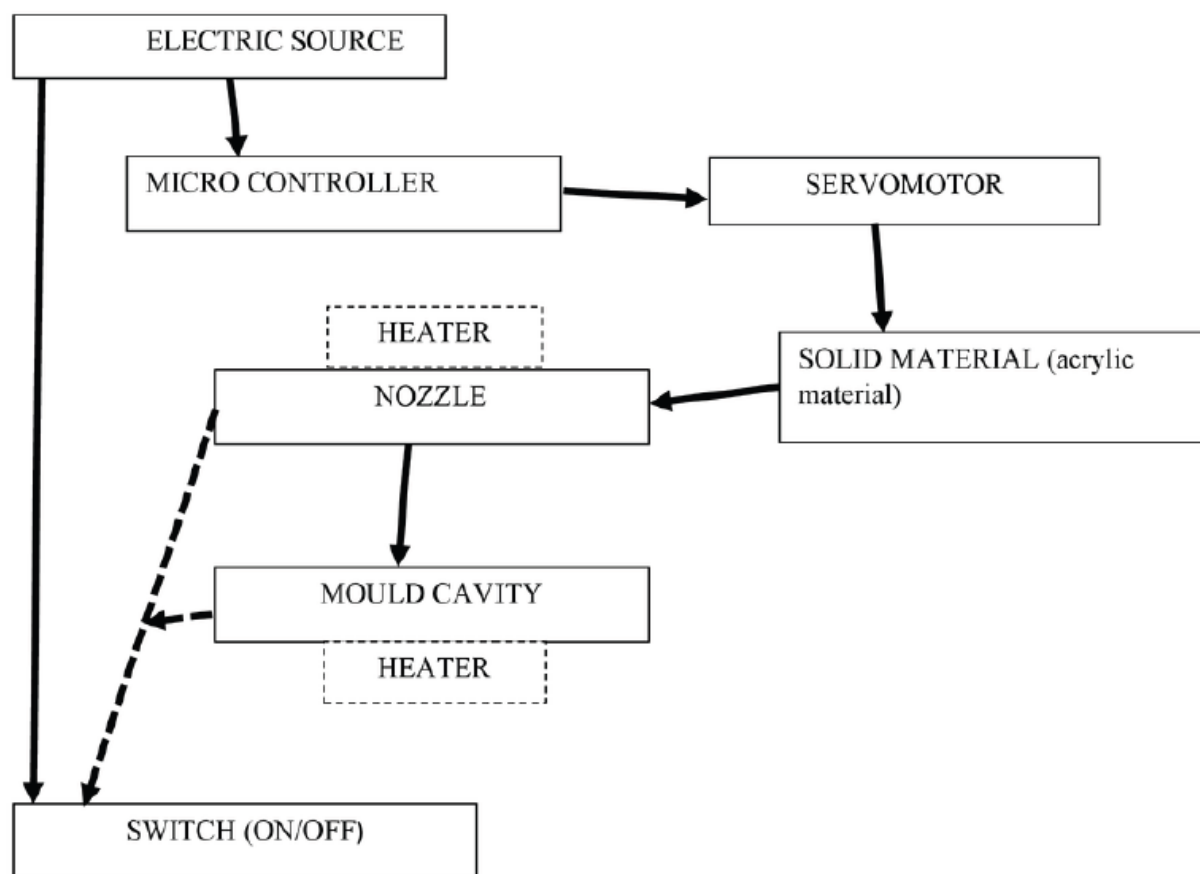 ELECTRIC SOURCE
MICRO CONTROLLER
SERVOMOTOR
HEATER
SOLID MATERIAL (acrylic
material)
NOZZLE
MOULD CAVITY
HEATER
SWITCH (ON/OFF)